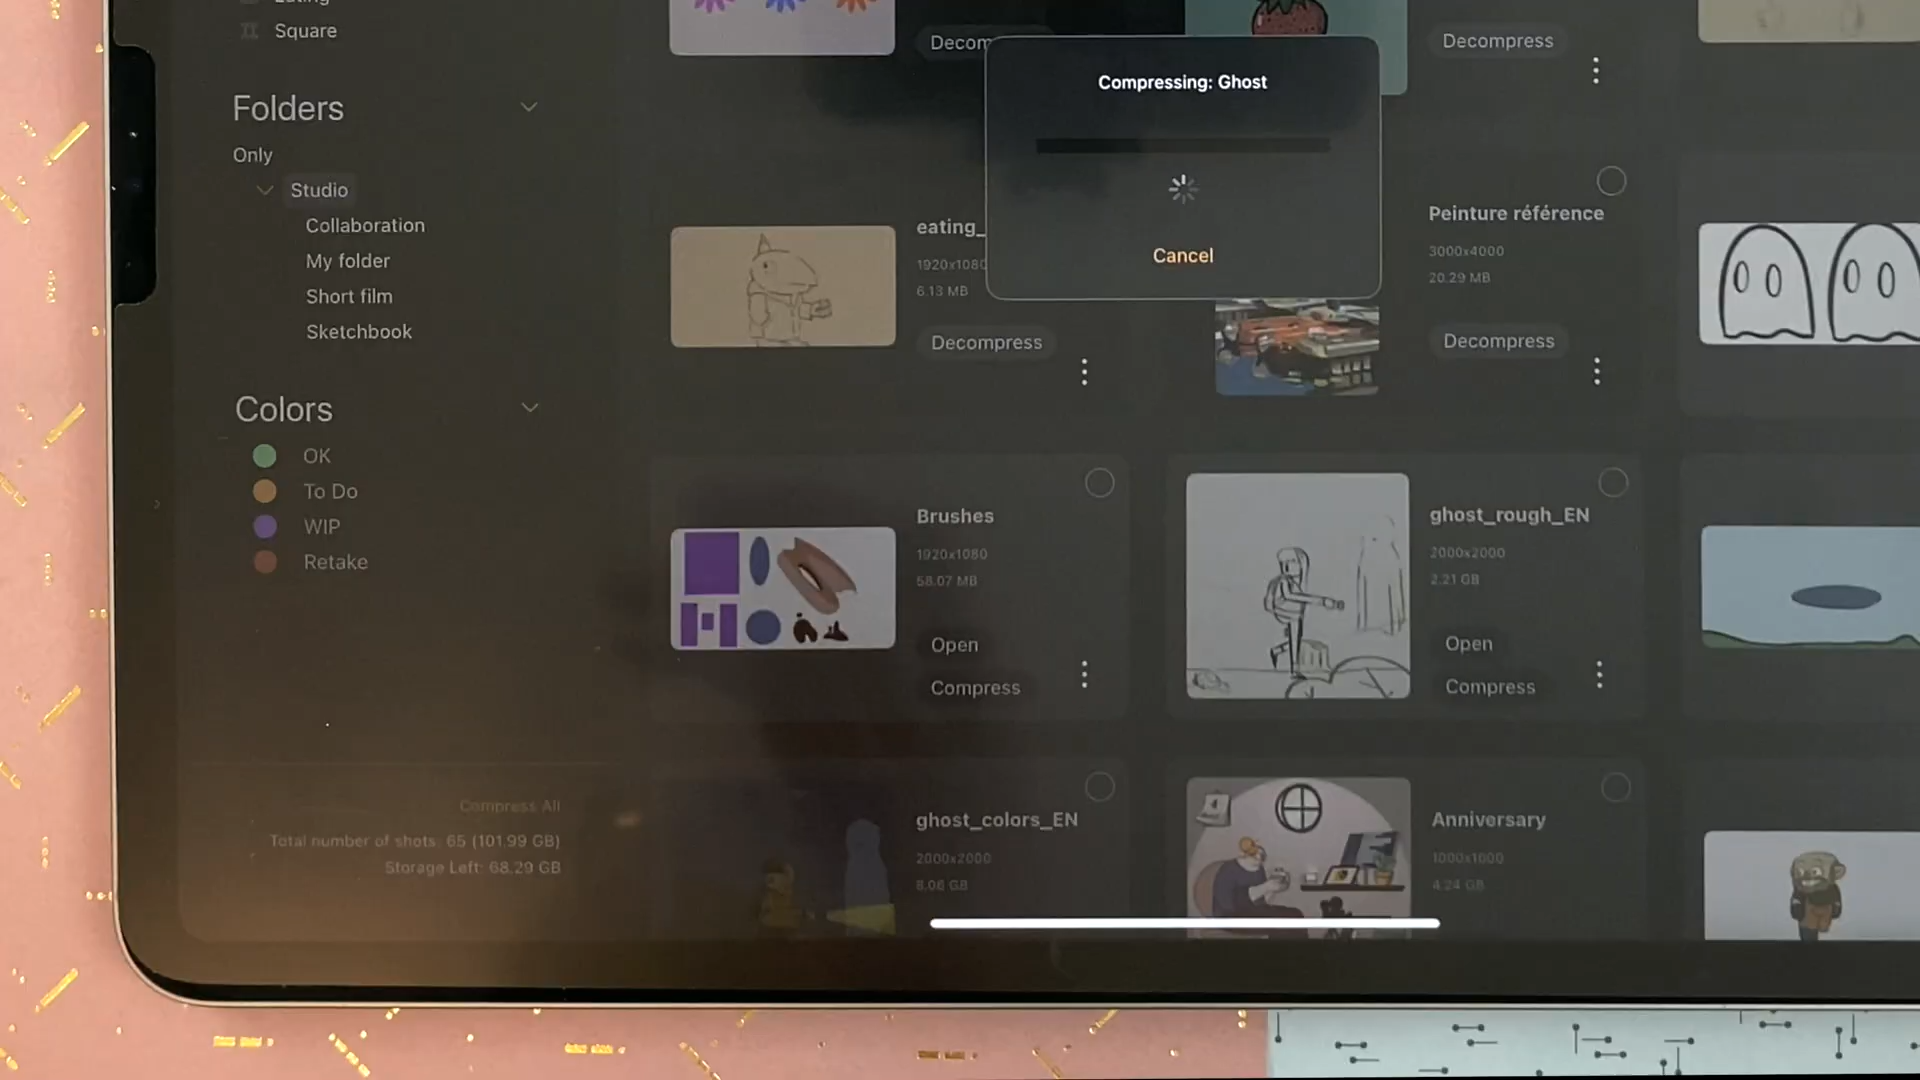 Square
Folders
Only
Studio
Collaboration
My folder
Short film
Sketchbook
Colors
OK
To Do
WIP
Retake
Compress All
Total number of shots: 65 (101.99 GB)
Storage Left: 68.29 GB
Decom
Decompress
Compressing: Ghost
Cancel
eating_
1920x1080
6.13 MB
Decompress
Peinture référence
3000x4000
20.29 MB
Decompress
Brushes
1920x1080
58.07 MB
Open
Compress
ghost_rough_EN
2000x2000
2.21 GB
Open
Compress
ghost_colors_EN
2000x2000
8.06 GB
Anniversary
1000x1000
4.24 GB